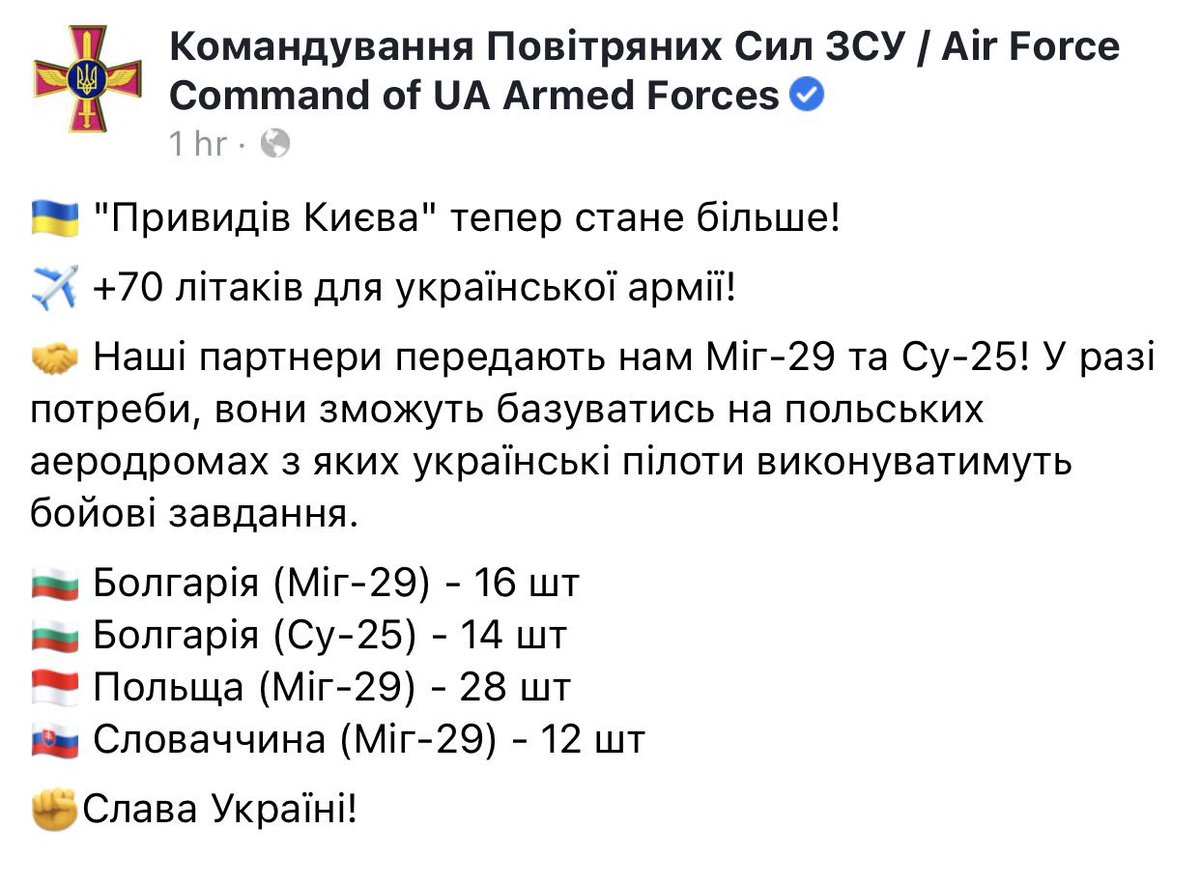 Командування Повітряних Сил ЗСУ / Air Force
Command of UA Armed Forces
1 hr ·
"Привидів Києва" тепер стане більше!
+70 літаків для української армії!
Наші партнери передають нам Міг-29 та Су-25! У разі
потреби, вони зможуть базуватись на польських
аеродромах з яких українські пілоти виконуватимуть
бойові завдання.
Болгарія (Міг-29) - 16 шт
Болгарія (Су-25) - 14 шт
Польща (Міг-29) - 28 шт
Словаччина (Міг-29) - 12 шт
Слава Україні!